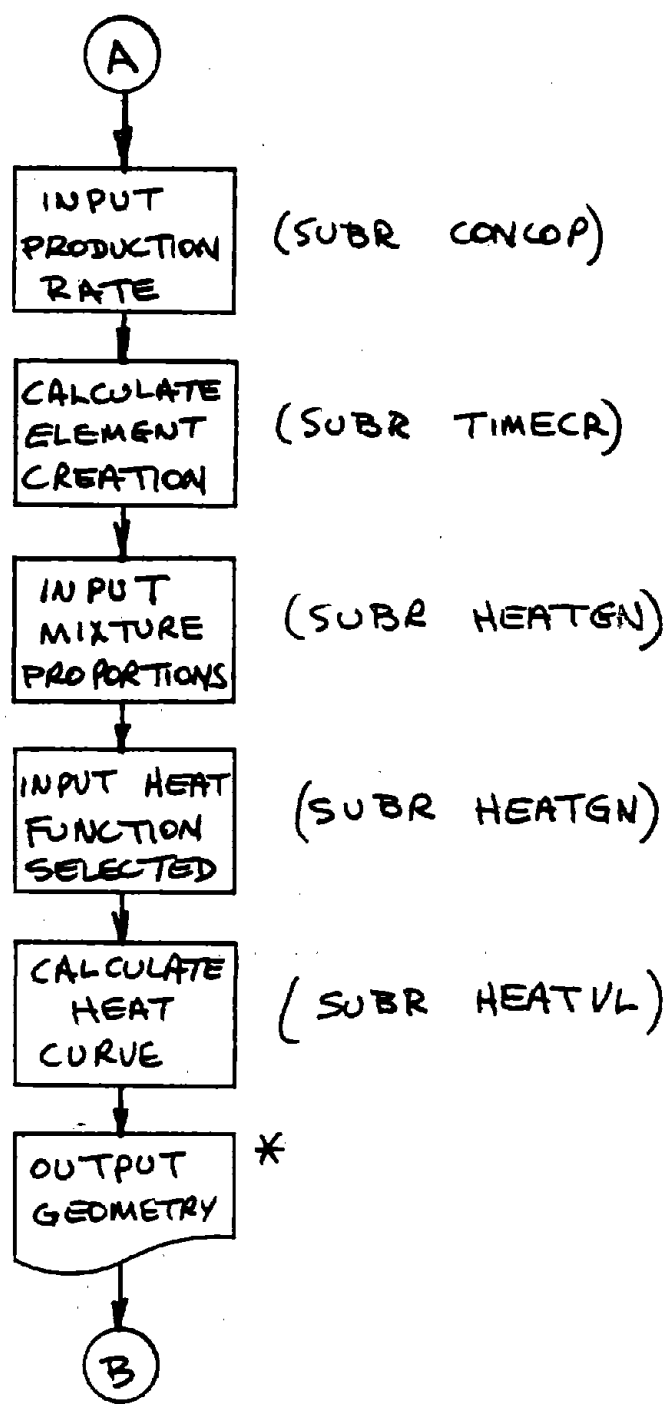 A
INPUT
PRODUCTION
RATE
(SUBR CONCOP)
CALCULATE
ELEMENT
CREATION
(SUBR TIMECR)
INPUT
MIXTURE
PROPORTIONS
(SUBR HEATGN)
INPUT HEAT
FUNCTION
SELECTED
(SUBR HEATGN)
CALCULATE
HEAT
CURVE
(SUBR HEATVL)
OUTPUT
GEOMETRY
*
B